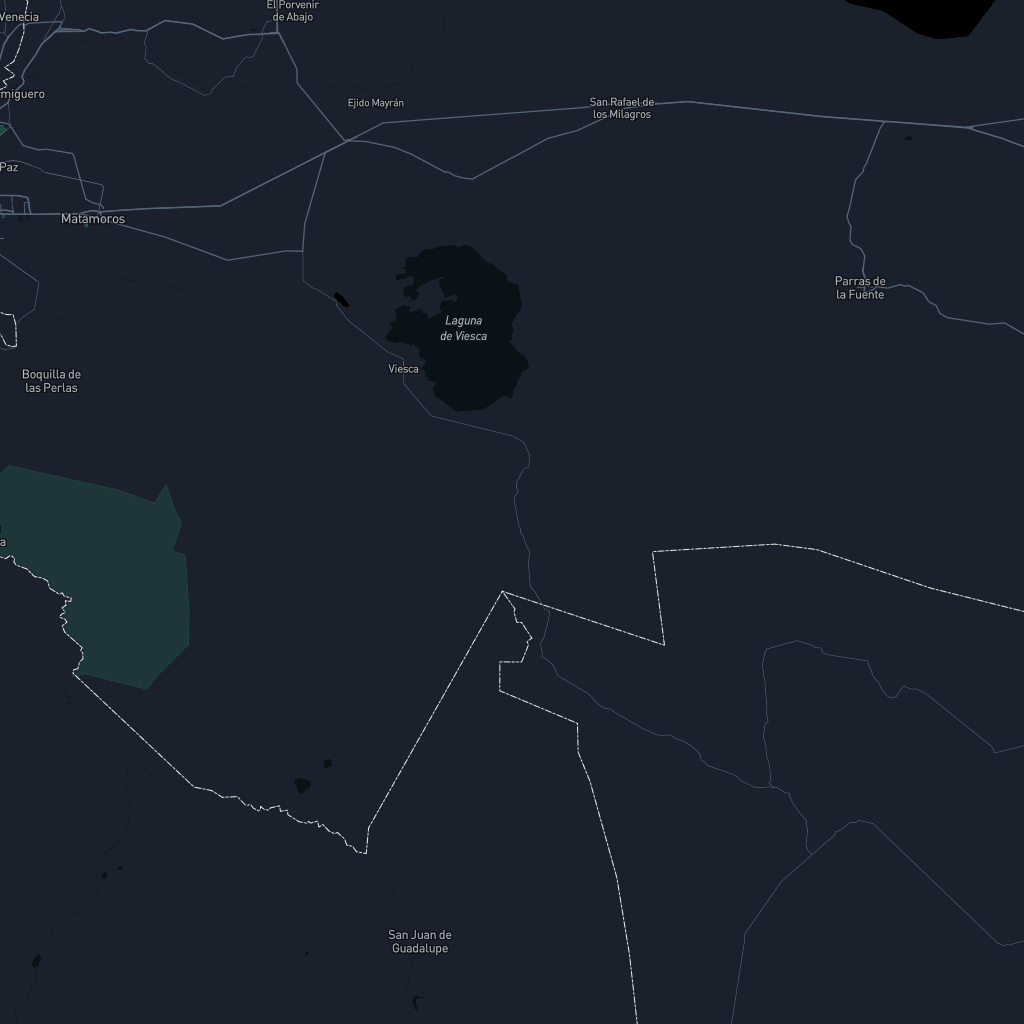 El Porvenir
de Abajo
Venecia
miguero
Ejido Mayrán
San Rafael de
los Milagros
Paz
Matamoros
Parras de
la Fuente
Laguna
de Viesca
Viesca
Boquilla de
las Perlas
a
San Juan de
Guadalupe